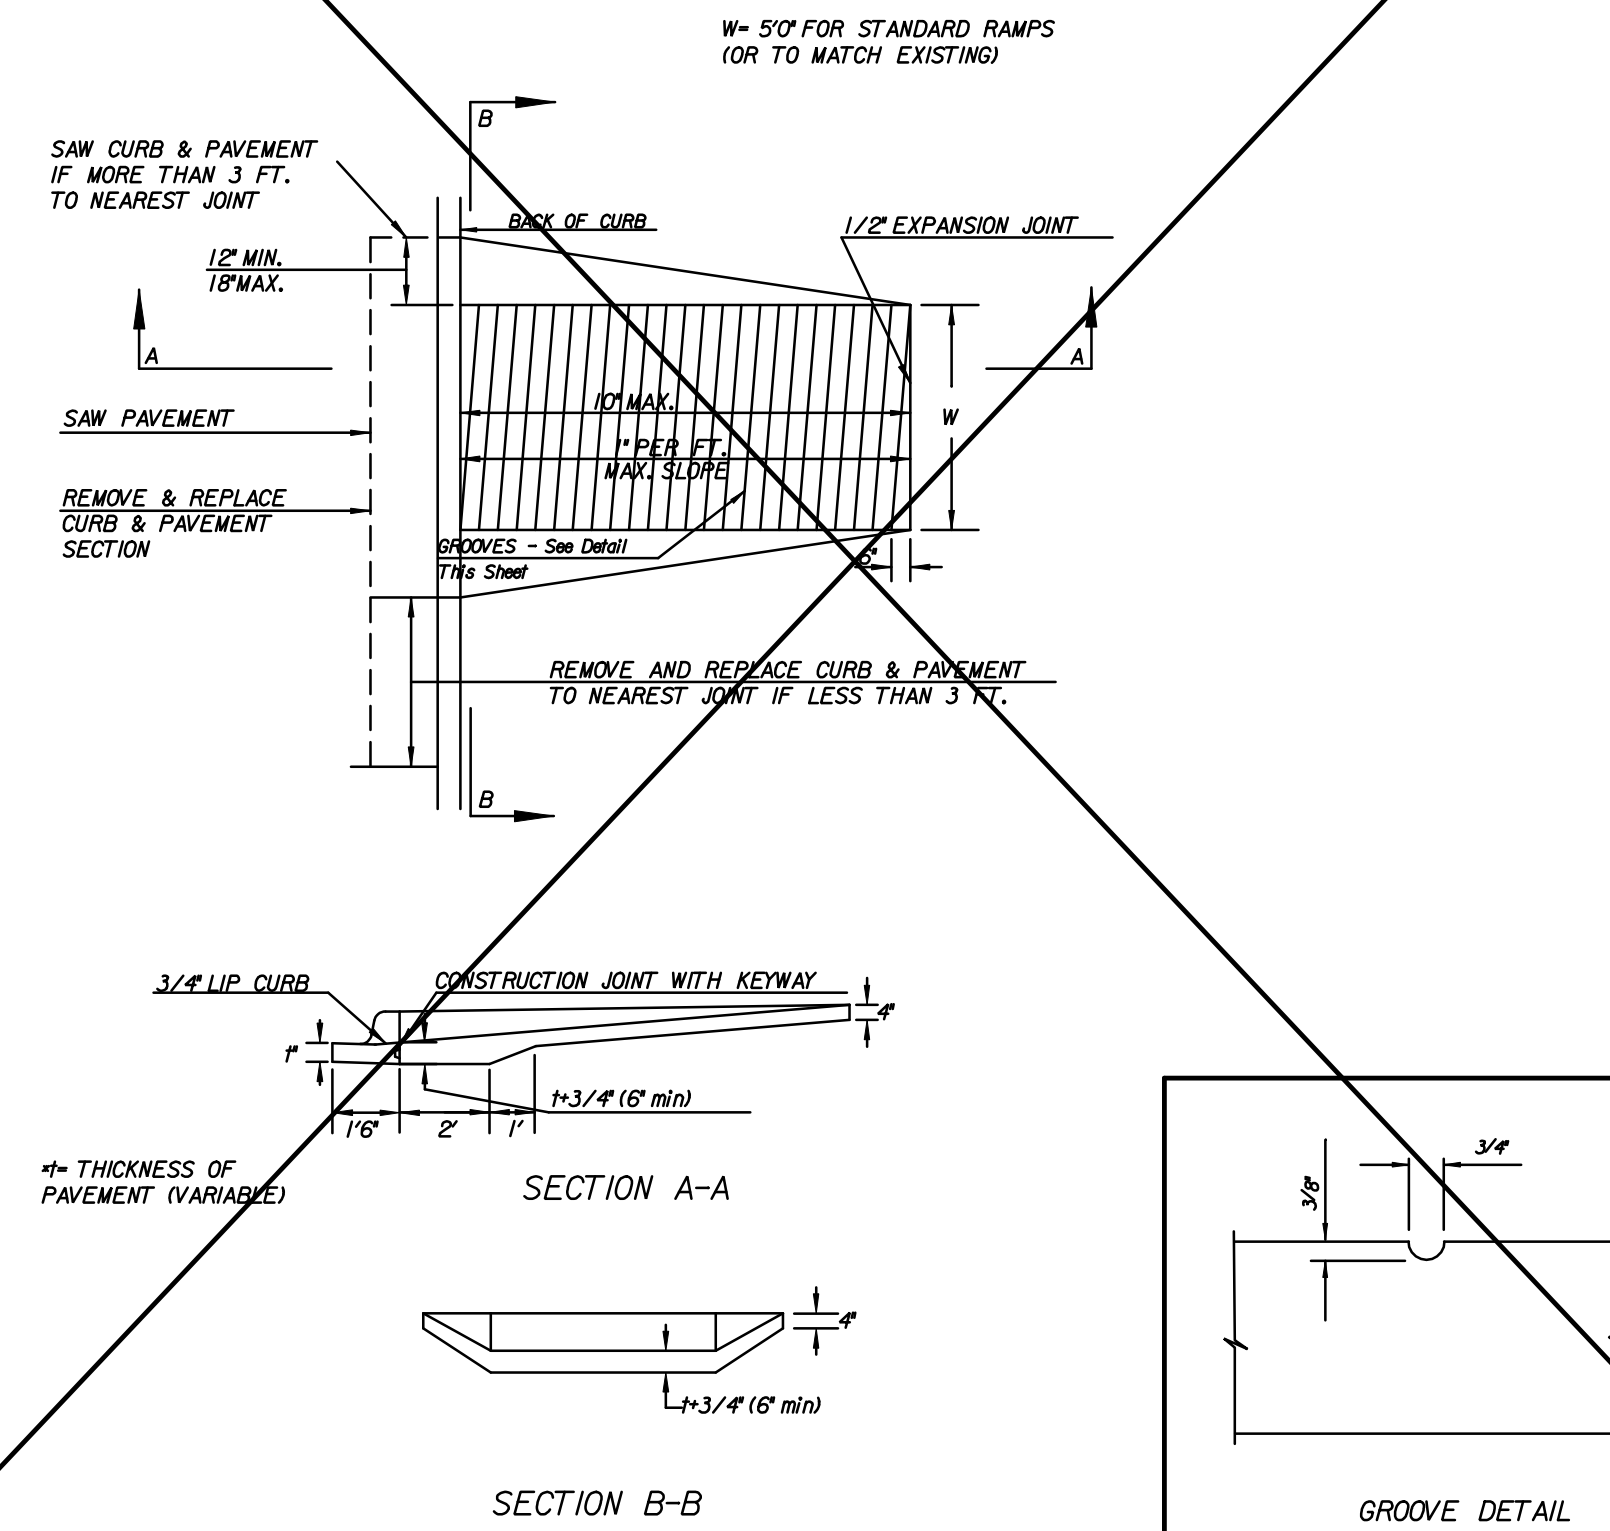 W= 5'0" FOR STANDARD RAMPS
(OR TO MATCH EXISTING)
B
SAW CURB & PAVEMENT
IF MORE THAN 3 FT.
TO NEAREST JOINT
BACK OF CURB
1/2" EXPANSION JOINT
12" MIN.
18" MAX.
A
A
10" MAX.
W
SAW PAVEMENT
1" PER FT.
MAX. SLOPE
REMOVE & REPLACE
CURB & PAVEMENT
SECTION
GROOVES - See Detail
This Sheet
6"
REMOVE AND REPLACE CURB & PAVEMENT
TO NEAREST JOINT IF LESS THAN 3 FT.
B
3/4" LIP CURB
CONSTRUCTION JOINT WITH KEYWAY
4"
t"
t+3/4" (6" min)
1'6"
2'
1'
*t= THICKNESS OF
PAVEMENT (VARIABLE)
SECTION A-A
3/4"
3/8"
4"
t+3/4" (6" min)
SECTION B-B
GROOVE DETAIL